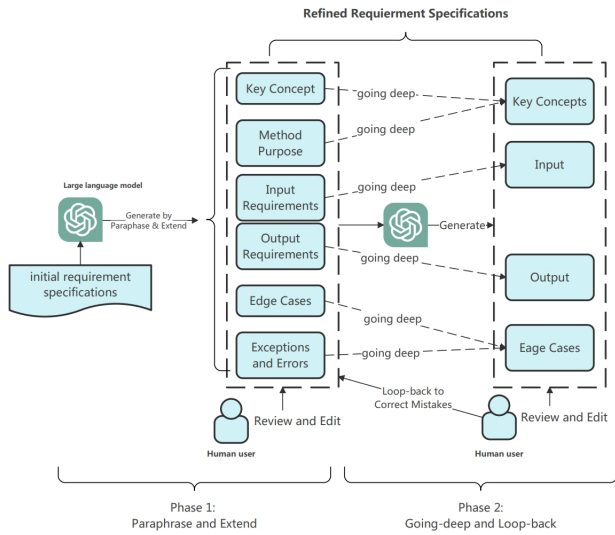 Refined Requierment Specifications
Large language model
Generate by
Paraphase & Extend
initial requirement
specifications
Key Concept
Method
Purpose
Input
Requirements
Output
Requirements
Edge Cases
Exceptions
and Errors
going deep
going deep
going deep
Generate
going deep
going deep
going deep
Key Concepts
Input
Output
Eage Cases
Loop-back to
Correct Mistakes
Review and Edit
Human user
Review and Edit
Human user
Phase 1:
Paraphrase and Extend
Phase 2:
Going-deep and Loop-back